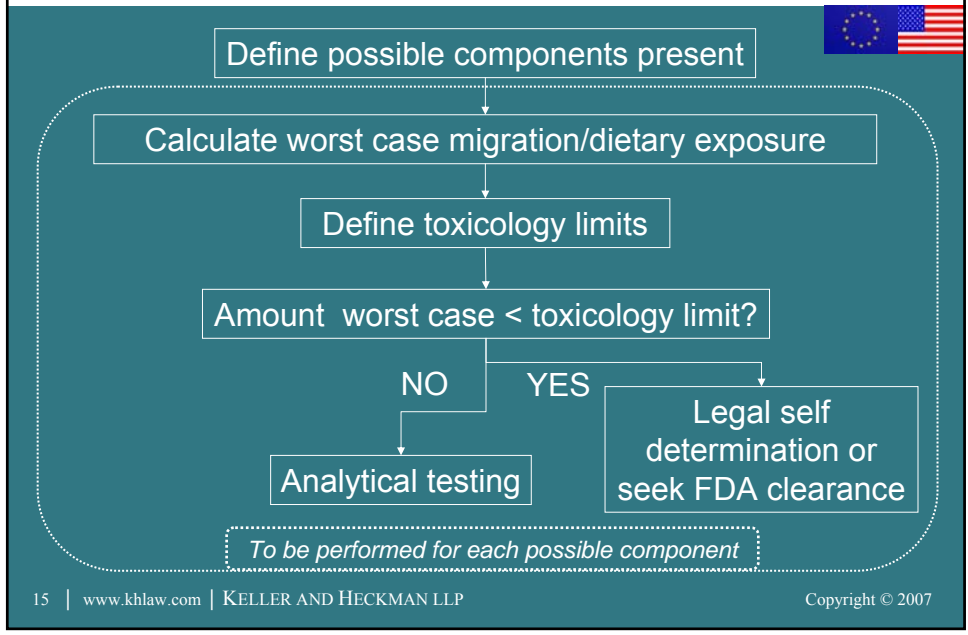 Define possible components present
Calculate worst case migration/dietary exposure
Define toxicology limits
Amount worst case < toxicology limit?
NO
YES
Legal self
determination or
seek FDA clearance
Analytical testing
To be performed for each possible component
15 | www.khlaw.com | KELLER AND HECKMAN LLP
Copyright © 2007